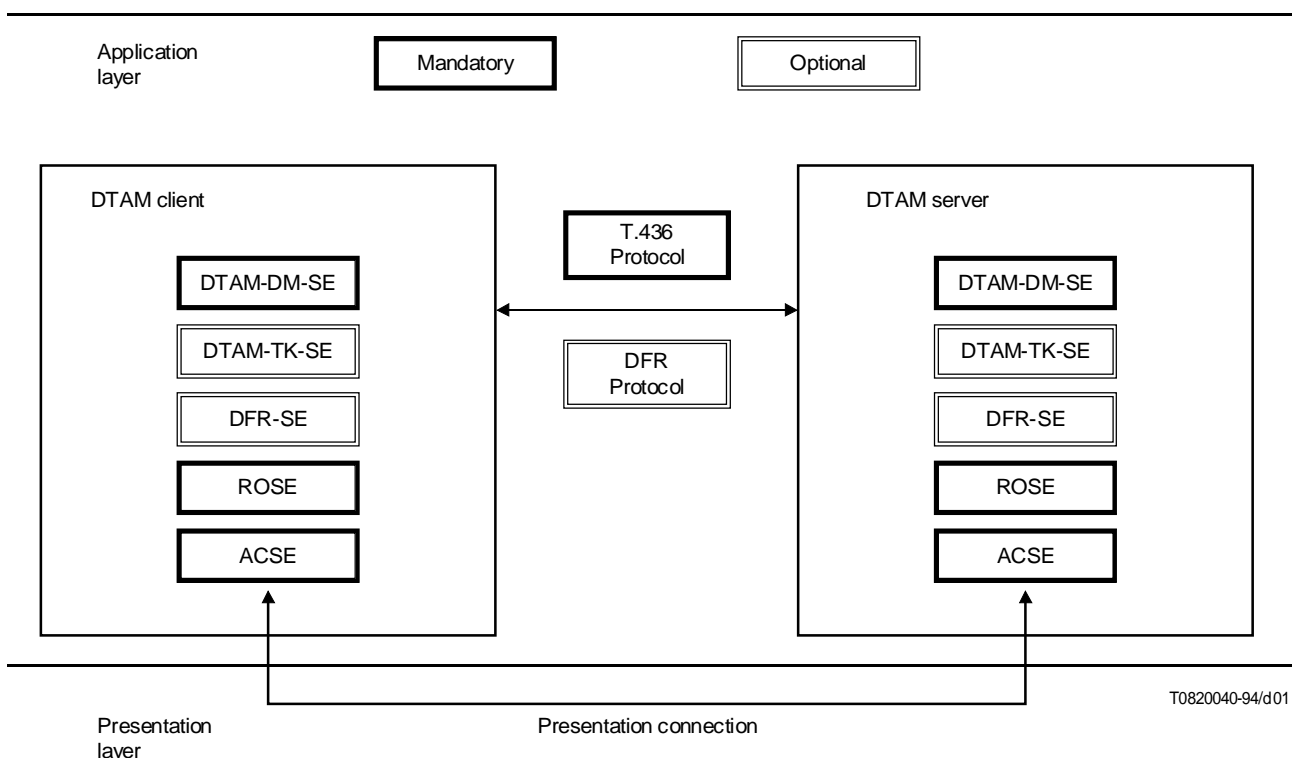 Application
layer
Mandatory
Optional
DTAM client
DTAM server
T.436
Protocol
DTAM-DM-SE
DTAM-DM-SE
DTAM-TK-SE
DTAM-TK-SE
DFR
Protocol
DFR-SE
DFR-SE
ROSE
ROSE
ACSE
ACSE
T0820040-94/d01
Presentation
layer
Presentation connection